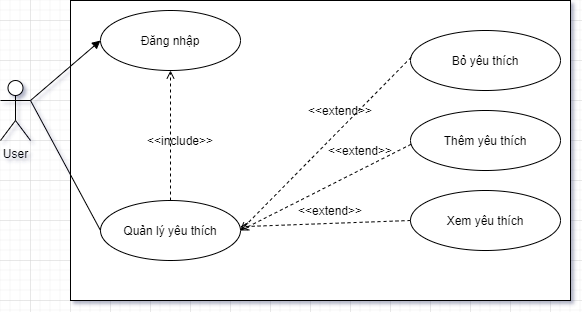 Đăng nhập
Bỏ yêu thích
<<extend>>
<<include>>
Thêm yêu thích
<<extend>>
User
Quản lý yêu thích
<<extend>>
Xem yêu thích